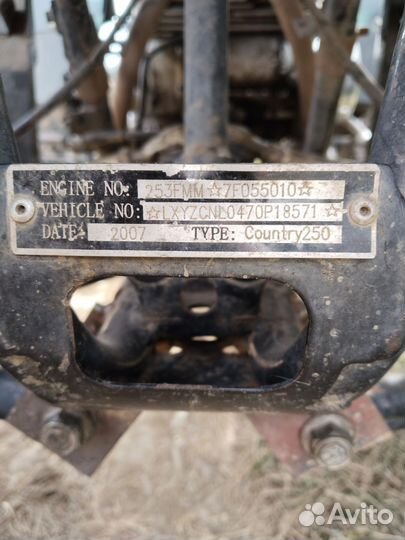 ENGINE NO: 253FMM☆7F055010☆
VEHICLE NO: ☆LXYZCNL0470P18571☆
DATE: 2007 TYPE: Country250
Avito